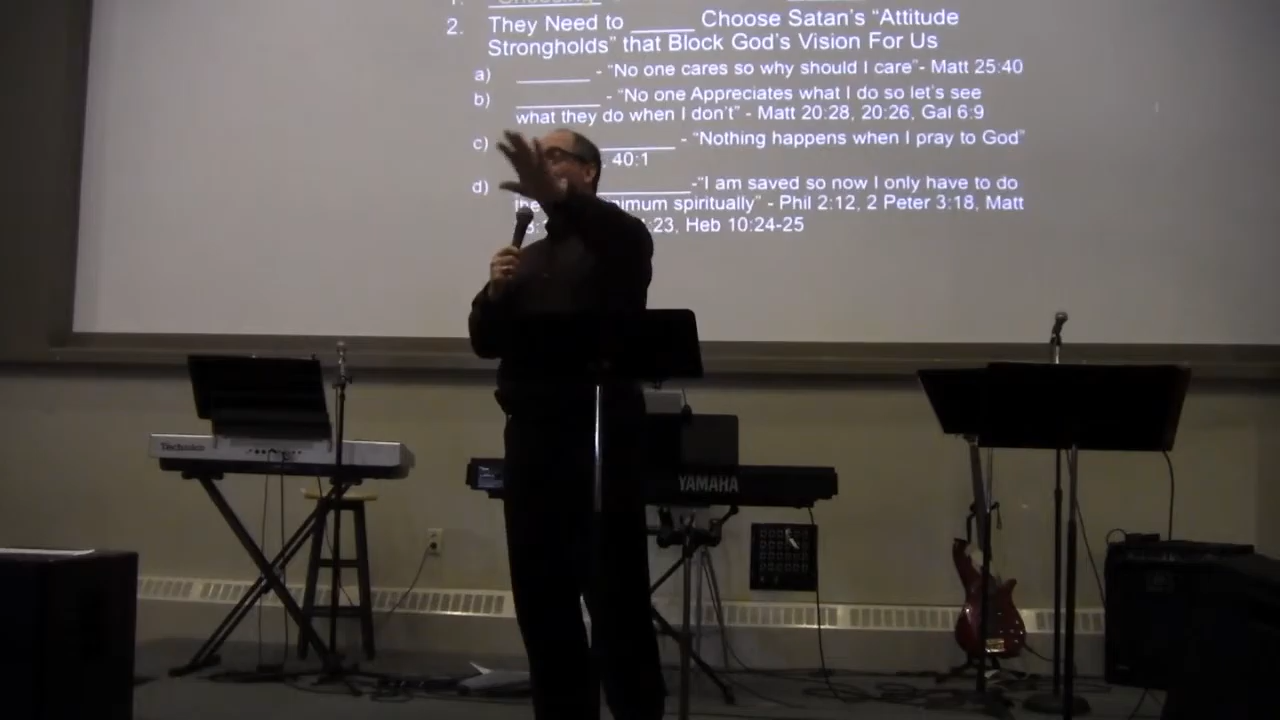 2. They Need to ______ Choose Satan's "Attitude
Strongholds" that Block God's Vision For Us
a) _______ - "No one cares so why should I care"- Matt 25:40
b) ________ - "No one Appreciates what I do so let's see
what they do when I don't" - Matt 20:28, 20:26, Gal 6:9
c) ________ - "Nothing happens when I pray to God"
40:1
d) __________-"I am saved so now I only have to do
spiritually" - Phil 2:12, 2 Peter 3:18, Matt
:23, Heb 10:24-25
Technics
YAMAHA